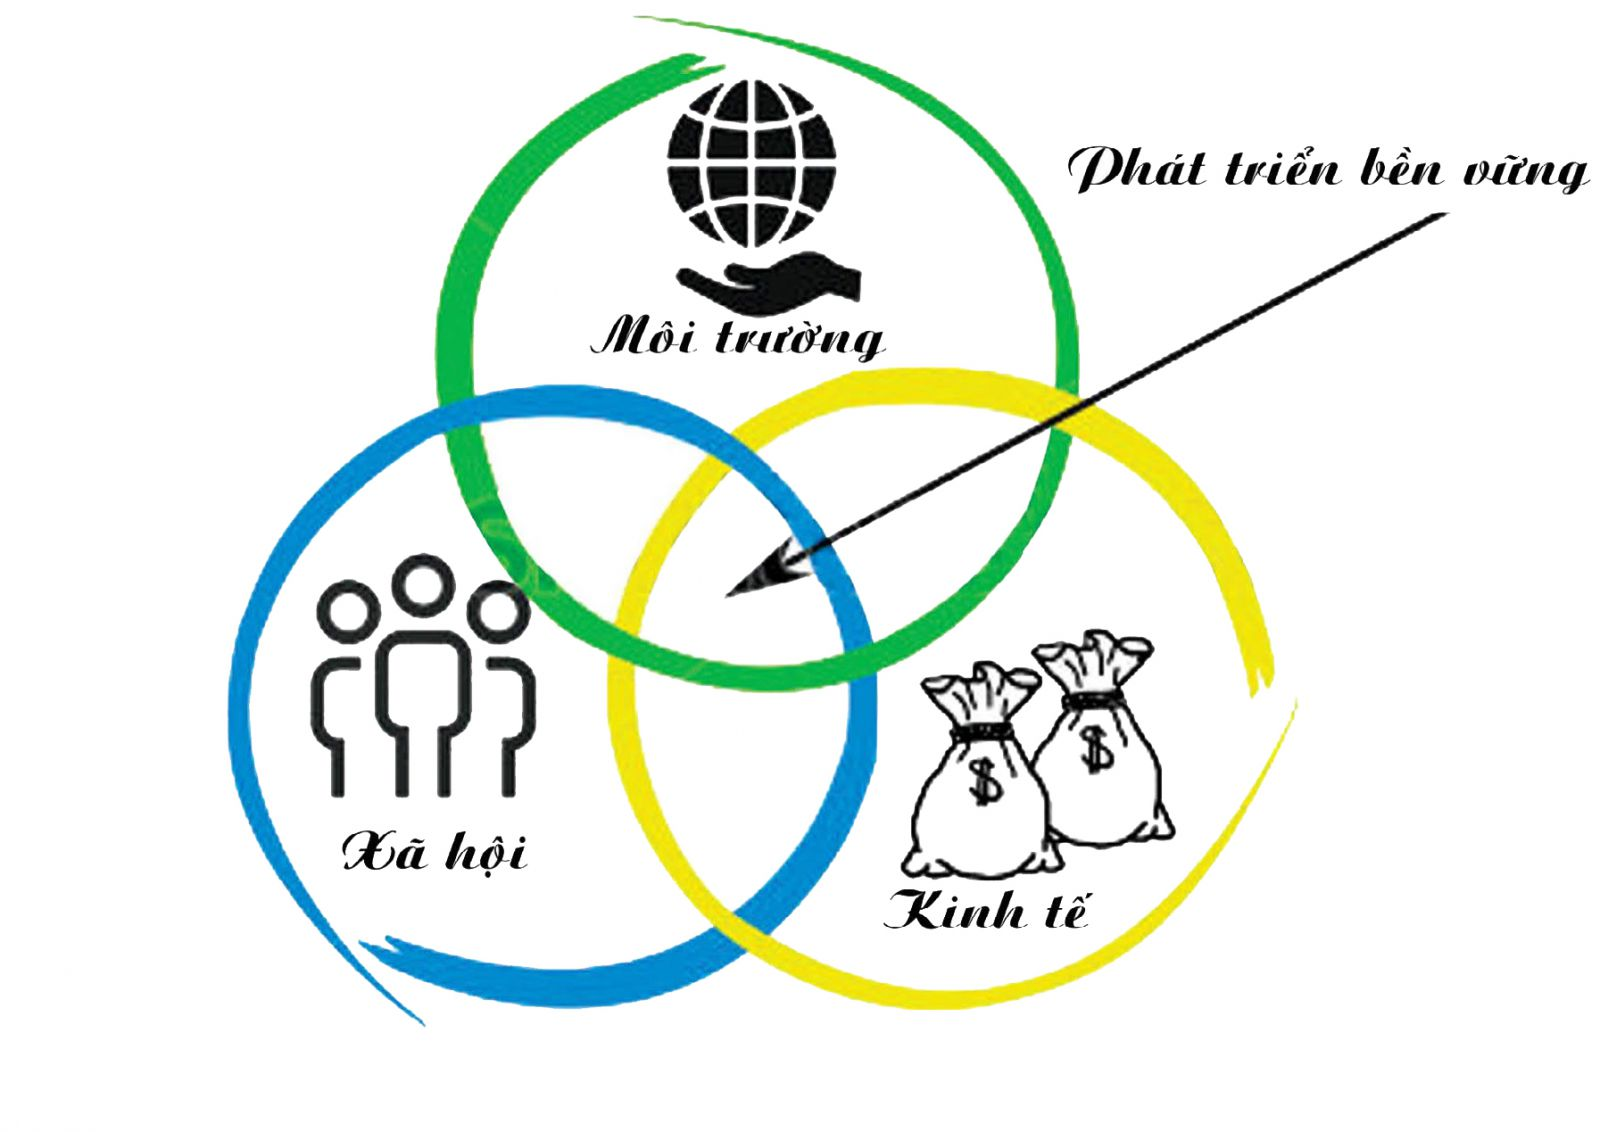 Phát triển bền vững
Môi trường
Xã hội
Kinh tế
$
$